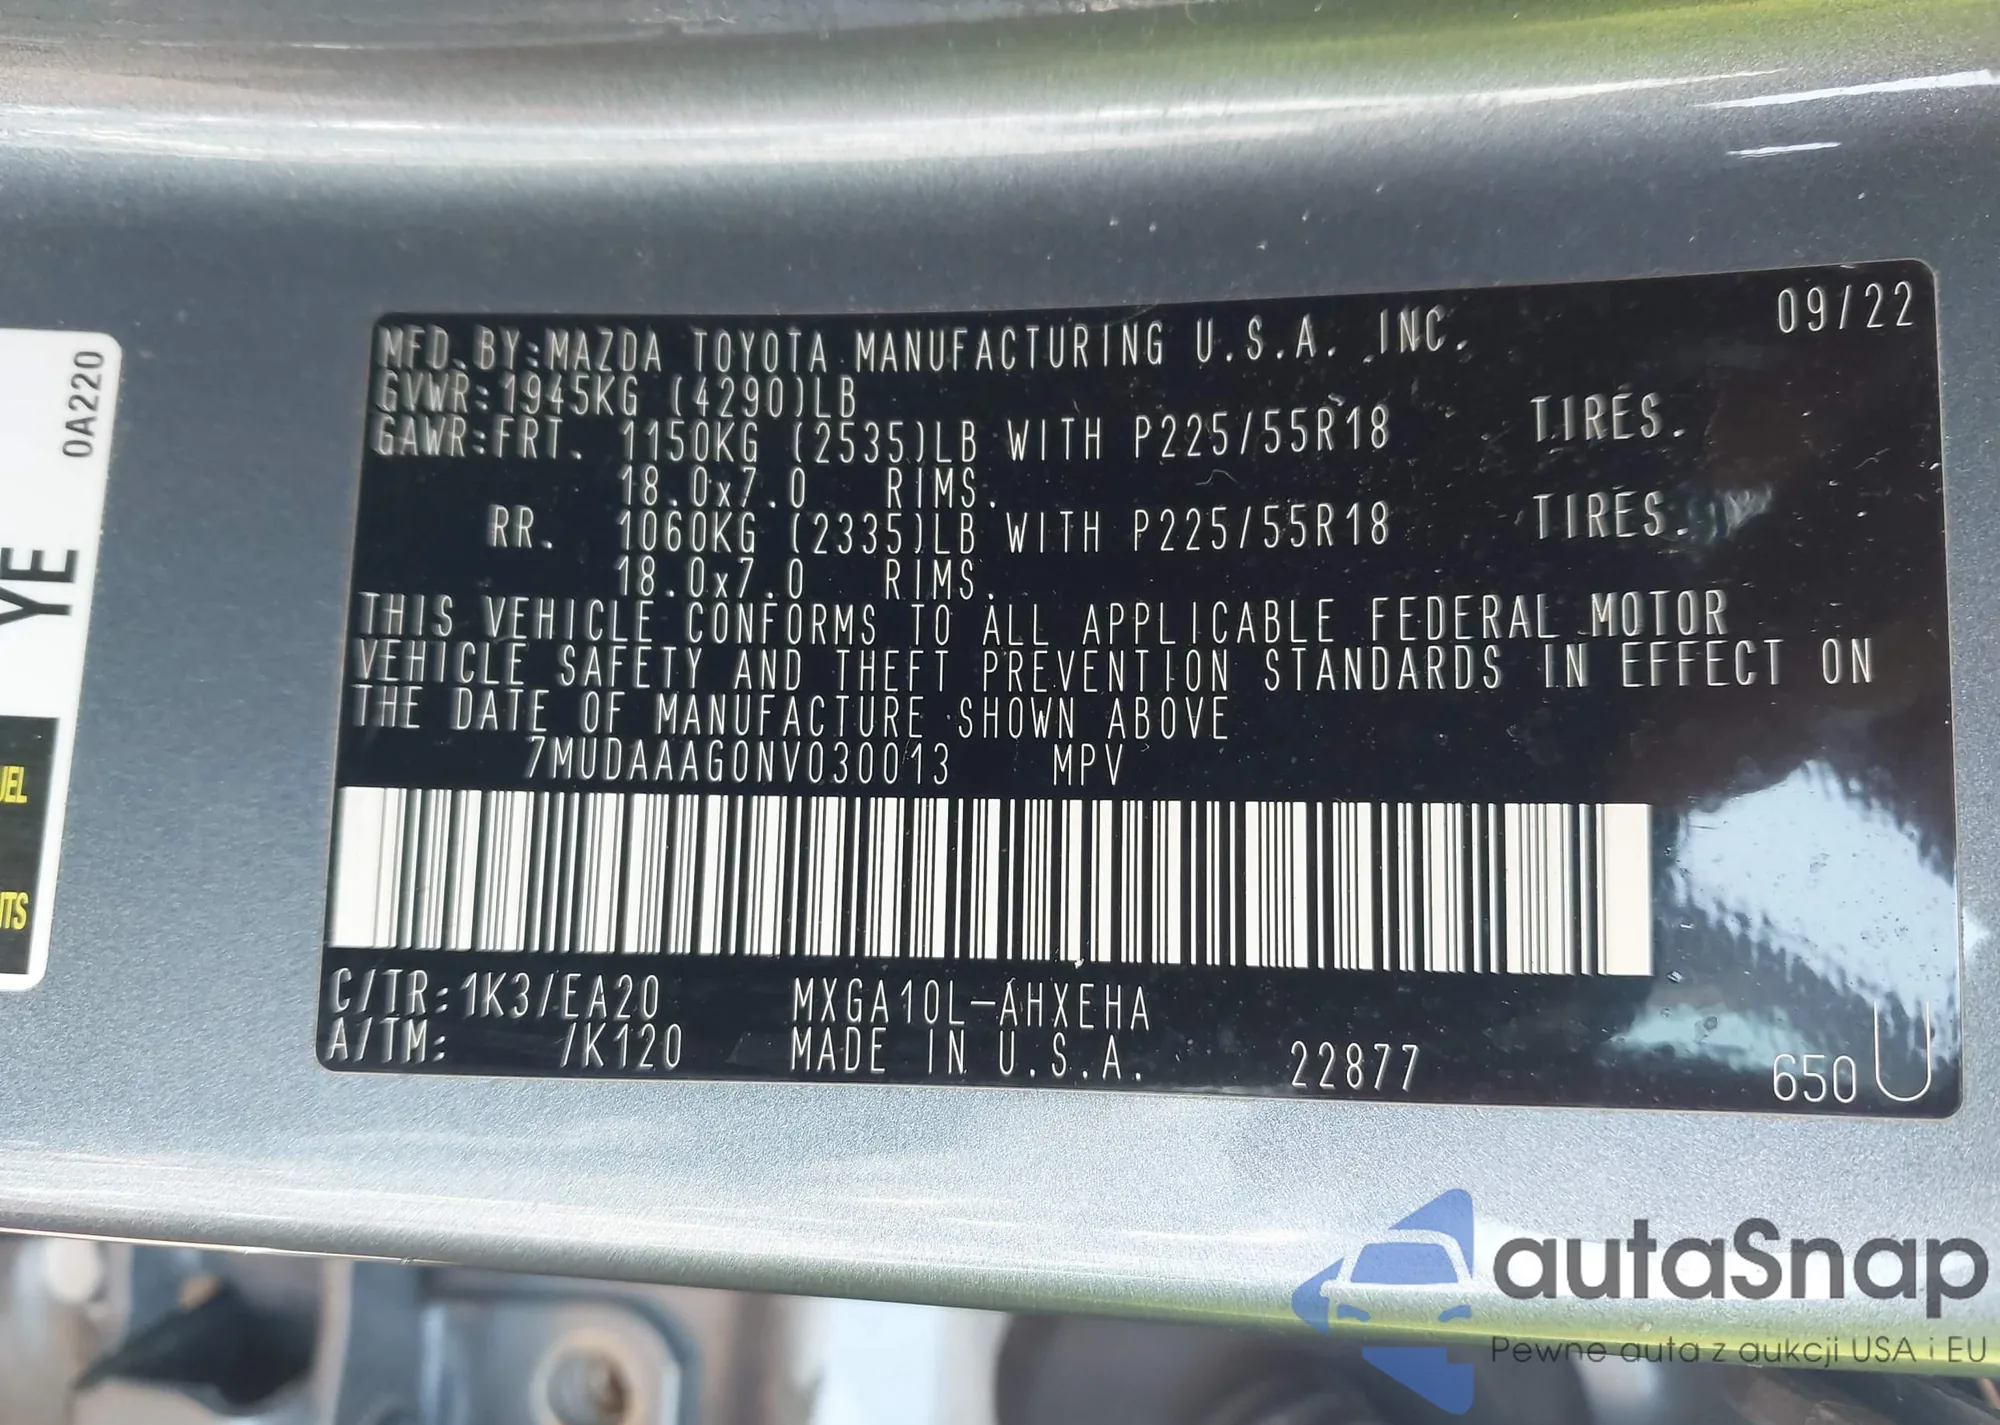 0A220
YE
UEL
ITS
09/22
MFD. BY:MAZDA TOYOTA MANUFACTURING U.S.A. INC.
GVWR:1945KG (4290)LB
GAWR:FRT. 1150KG (2535)LB WITH P225/55R18 TIRES.
18.0x7.0 RIMS.
RR. 1060KG (2335)LB WITH P225/55R18 TIRES.
18.0x7.0 RIMS.
THIS VEHICLE CONFORMS TO ALL APPLICABLE FEDERAL MOTOR
VEHICLE SAFETY AND THEFT PREVENTION STANDARDS IN EFFECT ON
THE DATE OF MANUFACTURE SHOWN ABOVE
7MUDAAAG0NV030013 MPV
C/TR:1K3/EA20 MXGA10L-AHXEHA
A/TM: /K120 MADE IN U.S.A. 22877 650 U
autaSnap
Pewne auta z aukcji USA i EU